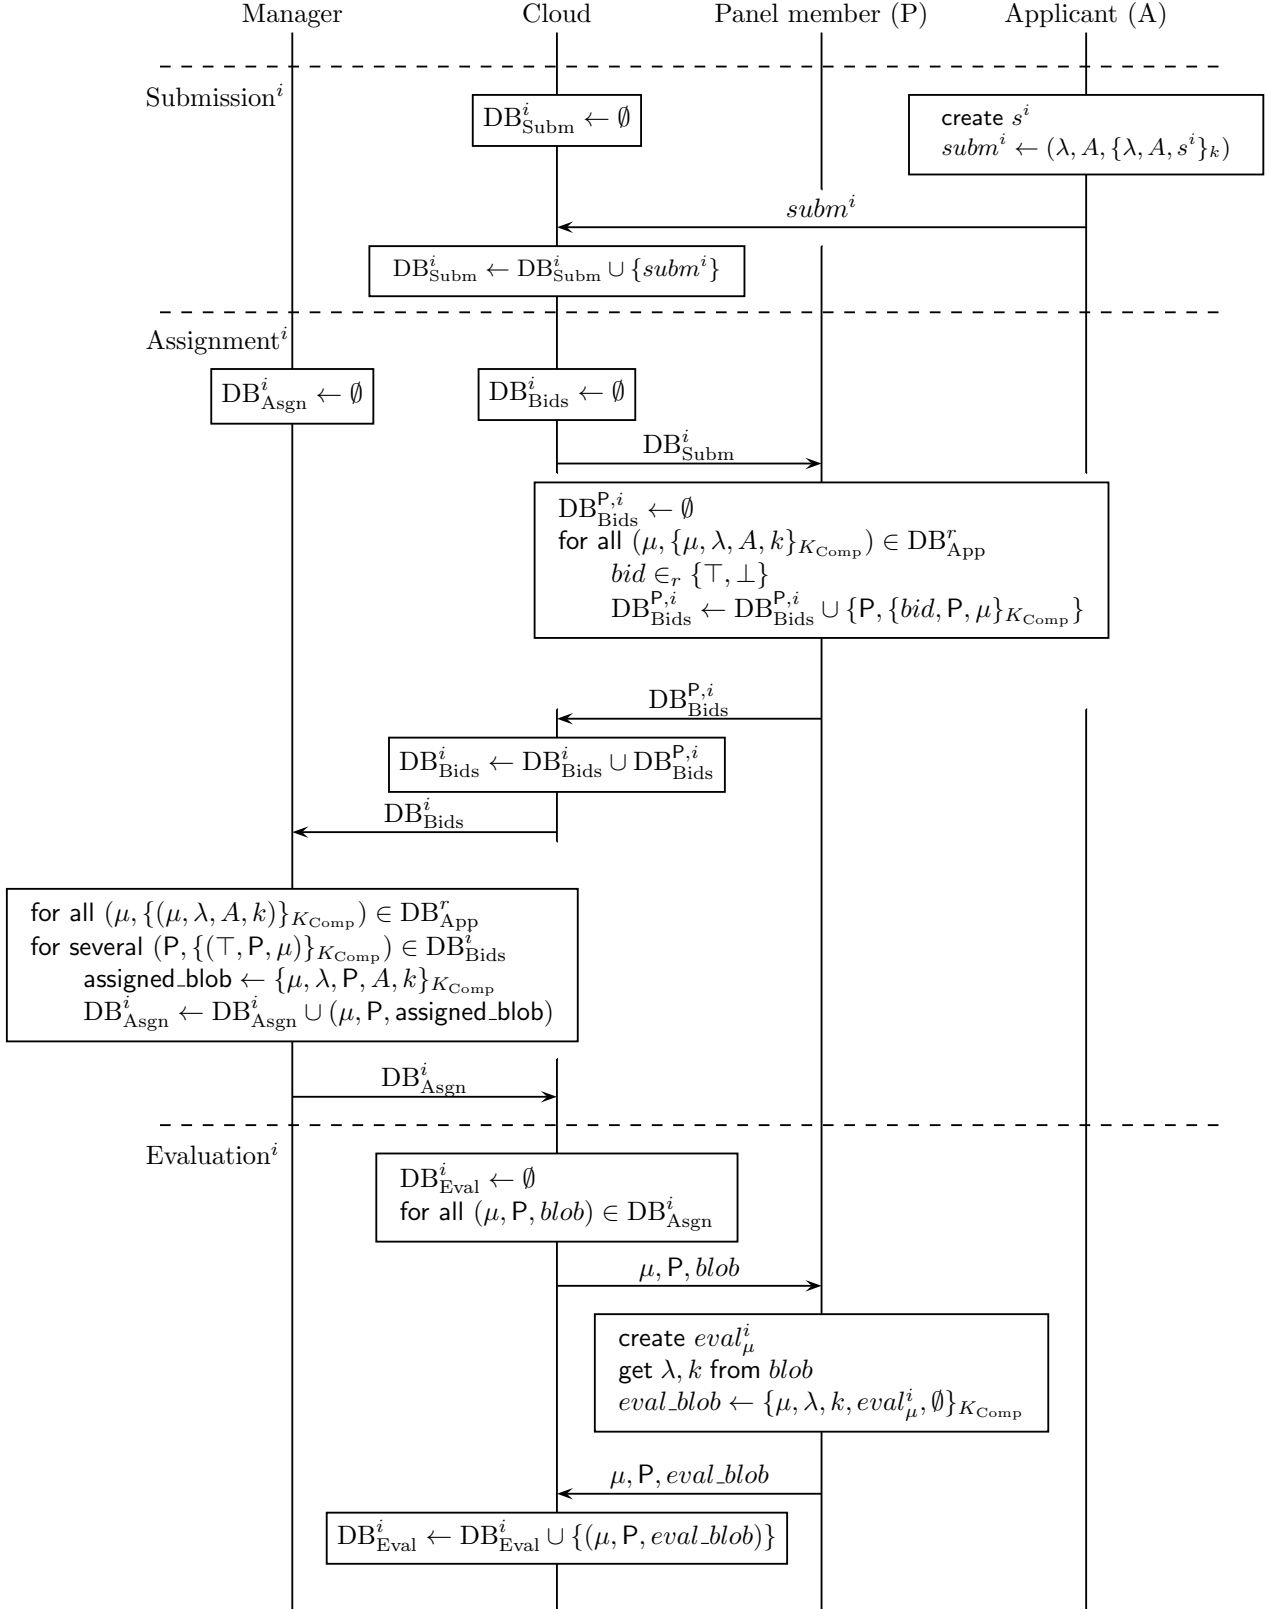 Manager Cloud Panel member (P) Applicant (A)
Submission^i
DB^i_Subm ← ∅
create s^i
subm^i ← (λ, A, {λ, A, s^i}_k)
subm^i
DB^i_Subm ← DB^i_Subm ∪ {subm^i}
Assignment^i
DB^i_Asgn ← ∅
DB^i_Bids ← ∅
DB^i_Subm
DB^{P,i}_Bids ← ∅
for all (μ, {μ, λ, A, k}_{K_Comp}) ∈ DB^r_App
bid ∈_r {⊤, ⊥}
DB^{P,i}_Bids ← DB^{P,i}_Bids ∪ {P, {bid, P, μ}_{K_Comp}}
DB^{P,i}_Bids
DB^i_Bids ← DB^i_Bids ∪ DB^{P,i}_Bids
DB^i_Bids
for all (μ, {(μ, λ, A, k)}_{K_Comp}) ∈ DB^r_App
for several (P, {(⊤, P, μ)}_{K_Comp}) ∈ DB^i_Bids
assigned_blob ← {μ, λ, P, A, k}_{K_Comp}
DB^i_Asgn ← DB^i_Asgn ∪ (μ, P, assigned_blob)
DB^i_Asgn
Evaluation^i
DB^i_Eval ← ∅
for all (μ, P, blob) ∈ DB^i_Asgn
μ, P, blob
create eval^i_μ
get λ, k from blob
eval_blob ← {μ, λ, k, eval^i_μ, ∅}_{K_Comp}
μ, P, eval_blob
DB^i_Eval ← DB^i_Eval ∪ {(μ, P, eval_blob)}